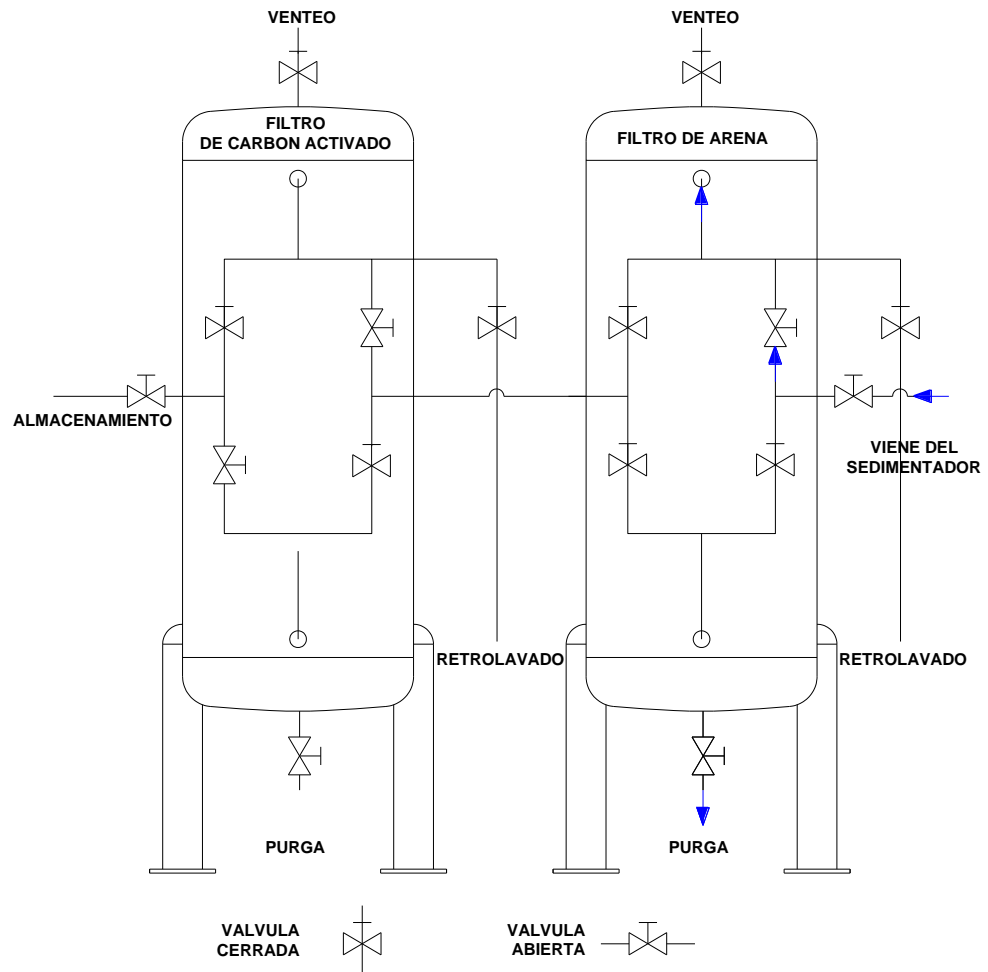 VENTEO
VENTEO
FILTRO
DE CARBON ACTIVADO
FILTRO DE ARENA
ALMACENAMIENTO
VIENE DEL
SEDIMENTADOR
RETROLAVADO
RETROLAVADO
PURGA
PURGA
VALVULA
CERRADA
VALVULA
ABIERTA